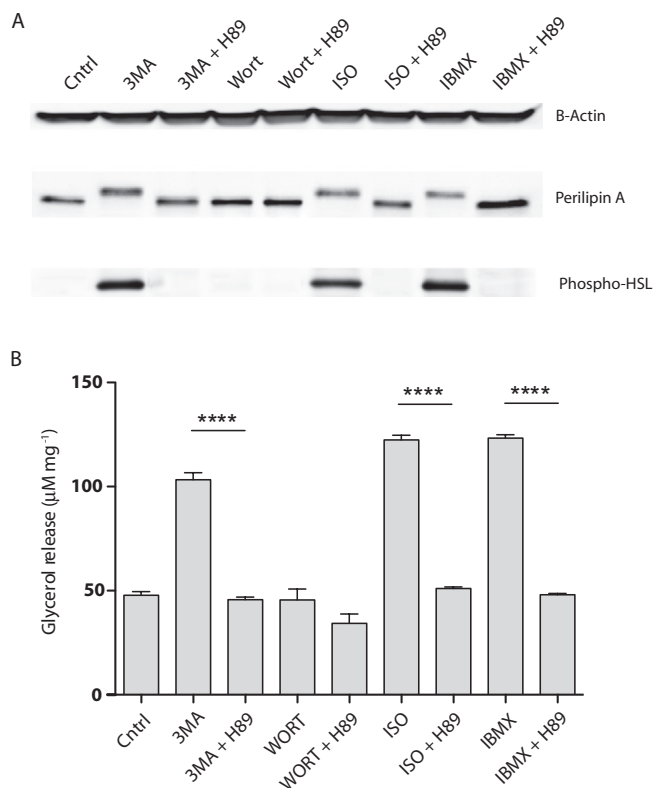 A
Cntrl
3MA
3MA + H89
Wort
Wort + H89
ISO
ISO + H89
IBMX
IBMX + H89
B-Actin
Perilipin A
Phospho-HSL
B
Glycerol release (µM mg⁻¹)
150
100
50
0
****
****
****
Cntrl
3MA
3MA + H89
WORT
WORT + H89
ISO
ISO + H89
IBMX
IBMX + H89